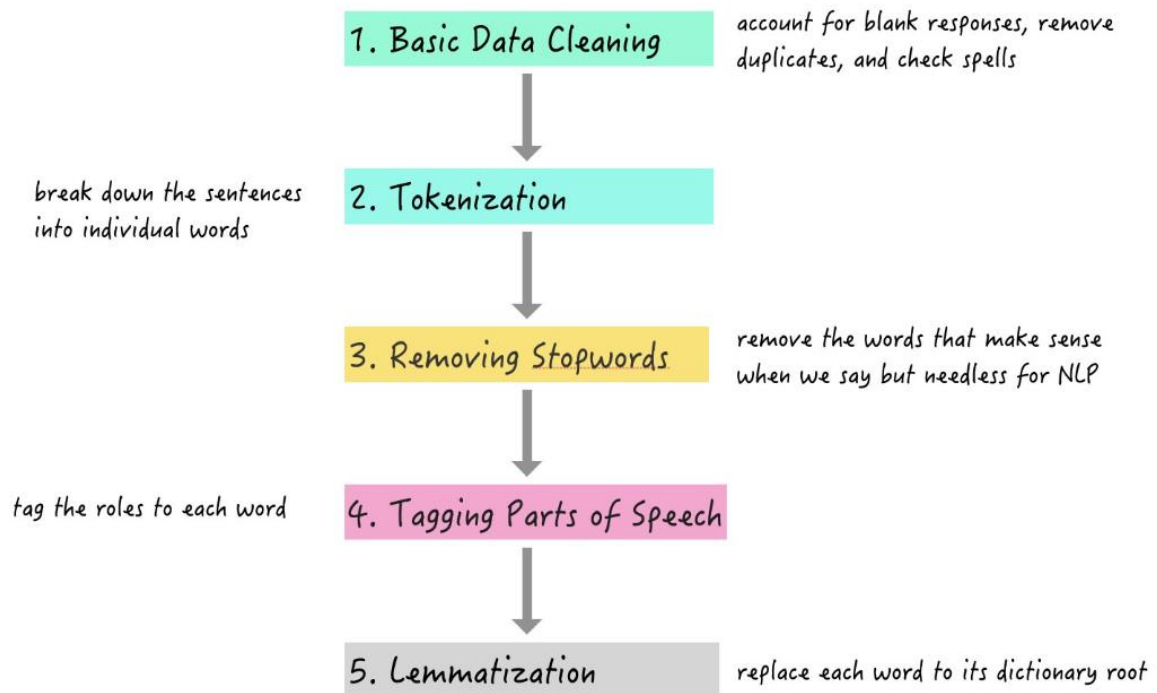 1. Basic Data Cleaning
account for blank responses, remove
duplicates, and check spells
break down the sentences
into individual words
2. Tokenization
3. Removing Stopwords
remove the words that make sense
when we say but needless for NLP
tag the roles to each word
4. Tagging Parts of Speech
5. Lemmatization
replace each word to its dictionary root